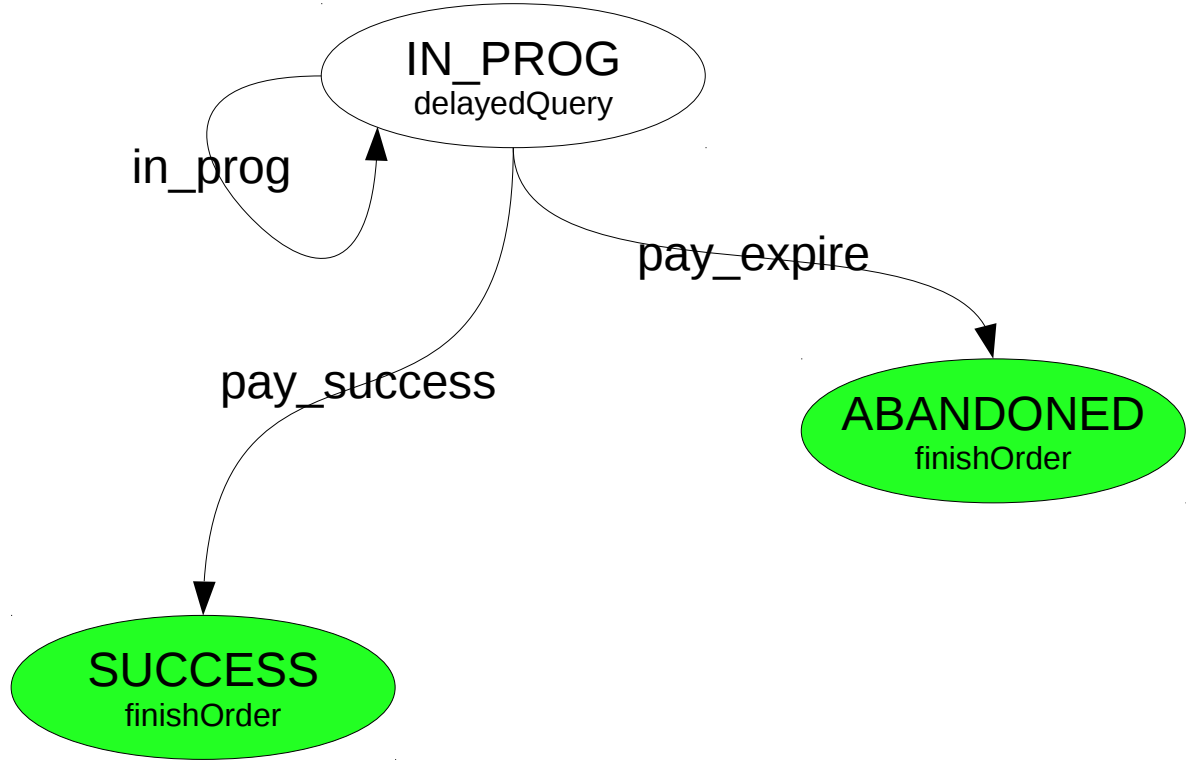 IN_PROG
delayedQuery
in_prog
pay_expire
pay_success
ABANDONED
finishOrder
SUCCESS
finishOrder